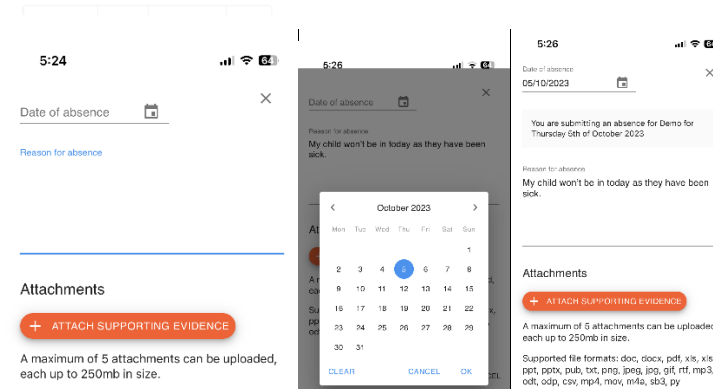 5:24
64
Date of absence
Reason for absence
Attachments
+ ATTACH SUPPORTING EVIDENCE
A maximum of 5 attachments can be uploaded,
each up to 250mb in size.
5:26
64
Date of absence
Reason for absence
My child won't be in today as they have been
sick.
October 2023
Mon Tue Wed Thu Fri Sat Sun
1
2 3 4 5 6 7 8
9 10 11 12 13 14 15
16 17 18 19 20 21 22
23 24 25 26 27 28 29
30 31
CLEAR CANCEL OK
5:26
Date of absence
05/10/2023
You are submitting an absence for Demo for
Thursday 5th of October 2023
Reason for absence
My child won't be in today as they have been
sick.
Attachments
+ ATTACH SUPPORTING EVIDENCE
A maximum of 5 attachments can be uploaded,
each up to 250mb in size.
Supported file formats: doc, docx, pdf, xls, xls
ppt, pptx, pub, txt, png, jpeg, jpg, gif, rtf, mp3,
odt, odp, csv, mp4, mov, m4a, sb3, py